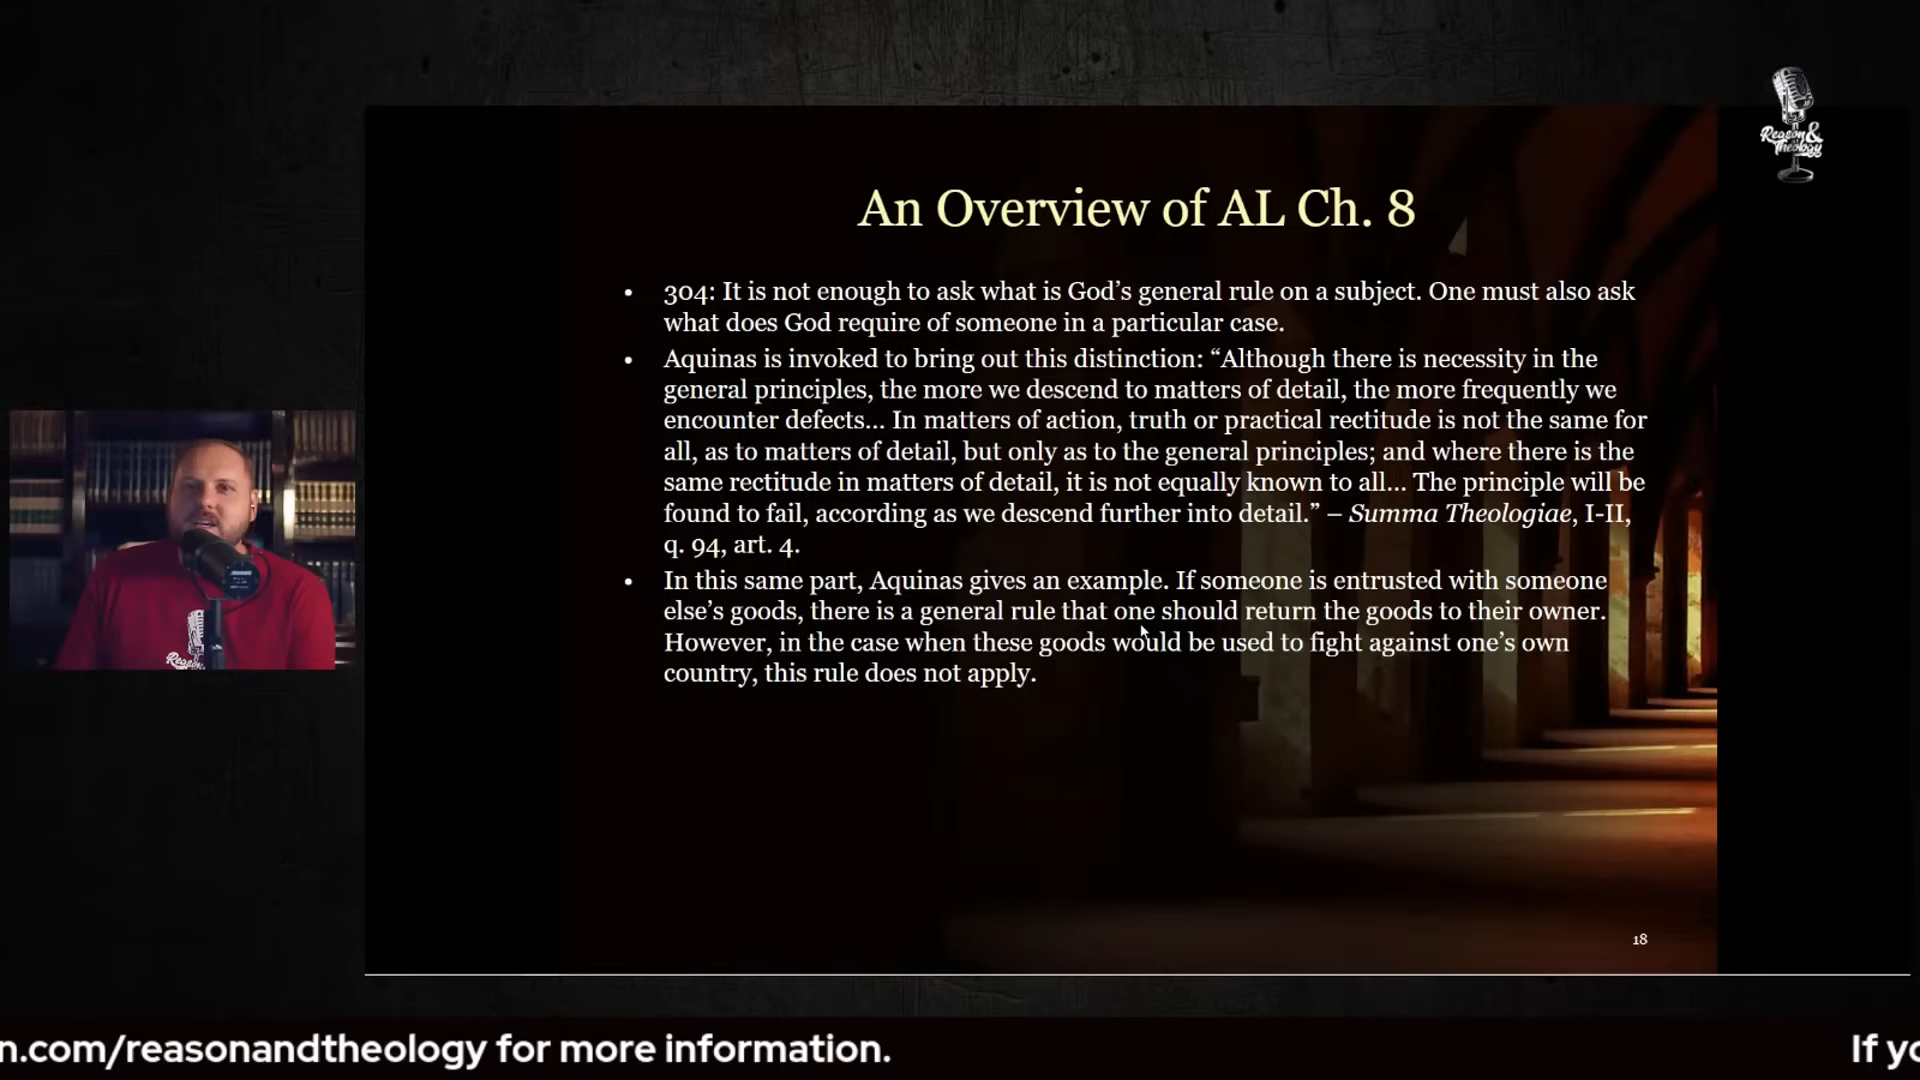 Reason &
Theology
An Overview of AL Ch. 8
• 304: It is not enough to ask what is God’s general rule on a subject. One must also ask
what does God require of someone in a particular case.
• Aquinas is invoked to bring out this distinction: “Although there is necessity in the
general principles, the more we descend to matters of detail, the more frequently we
encounter defects... In matters of action, truth or practical rectitude is not the same for
all, as to matters of detail, but only as to the general principles; and where there is the
same rectitude in matters of detail, it is not equally known to all... The principle will be
found to fail, according as we descend further into detail.” – Summa Theologiae, I-II,
q. 94, art. 4.
• In this same part, Aquinas gives an example. If someone is entrusted with someone
else’s goods, there is a general rule that one should return the goods to their owner.
However, in the case when these goods would be used to fight against one’s own
country, this rule does not apply.
Reason
18
n.com/reasonandtheology for more information.
If yo